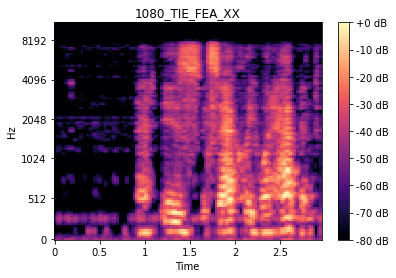 1080_TIE_FEA_XX
Hz
8192
4096
2048
1024
512
0
0
0.5
1
1.5
2
2.5
Time
+0 dB
-10 dB
-20 dB
-30 dB
-40 dB
-50 dB
-60 dB
-70 dB
-80 dB